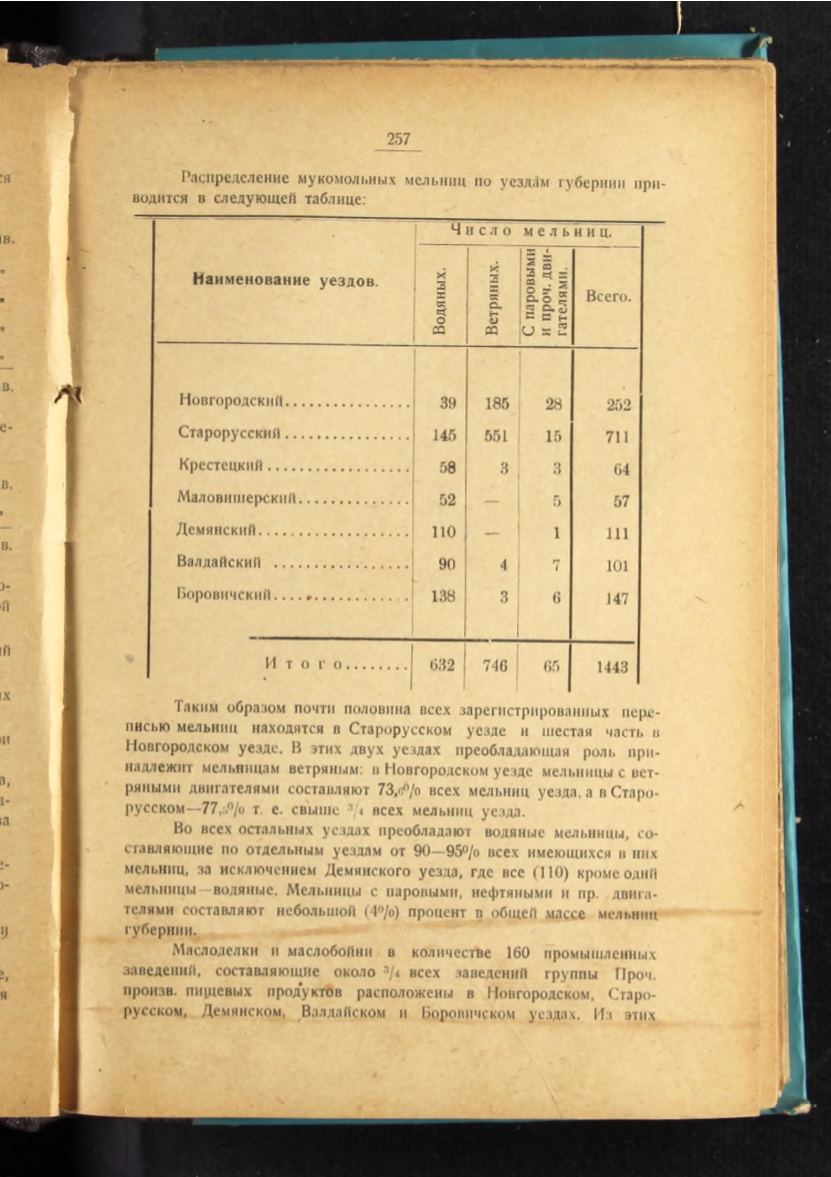 257
Распределение мукомольных мельниц по уездам губернии при-
водится в следующей таблице:
Наименование уездов.
Число мельниц.
Водяных.
Ветряных.
С паровыми
и проч. дви-
гателями.
Всего.
Новгородский............... 39 185 28 252
Старорусский............... 145 551 15 711
Крестецкий................. 58 3 3 64
Маловишерский.............. 52 — 5 57
Демянский.................. 110 — 1 111
Валдайский ................ 90 4 7 101
Боровичский................ 138 3 6 147
Итого........ 632 746 65 1443
Таким образом почти половина всех зарегистрированных пере-
писью мельниц находятся в Старорусском уезде и шестая часть в
Новгородском уезде. В этих двух уездах преобладающая роль при-
надлежит мельницам ветряным: в Новгородском уезде мельницы с вет-
ряными двигателями составляют всех мельниц уезда, а в Старо-
русском— т. е. свыше ³/₄ всех мельниц уезда.
Во всех остальных уездах преобладают водяные мельницы, со-
ставляющие по отдельным уездам от 90—95% всех имеющихся в них
мельниц, за исключением Демянского уезда, где все (110) кроме одний
мельницы—водяные. Мельницы с паровыми, нефтяными и пр. двига-
телями составляют небольшой (4%) процент в общей массе мельниц
губернии.
Маслоделки и маслобойни в количестве 160 промышленных
заведений, составляющие около ³/₄ всех заведений группы Проч.
произв. пищевых продуктов расположены в Новгородском, Старо-
русском, Демянском, Валдайском и Боровичском уездах. Из этих